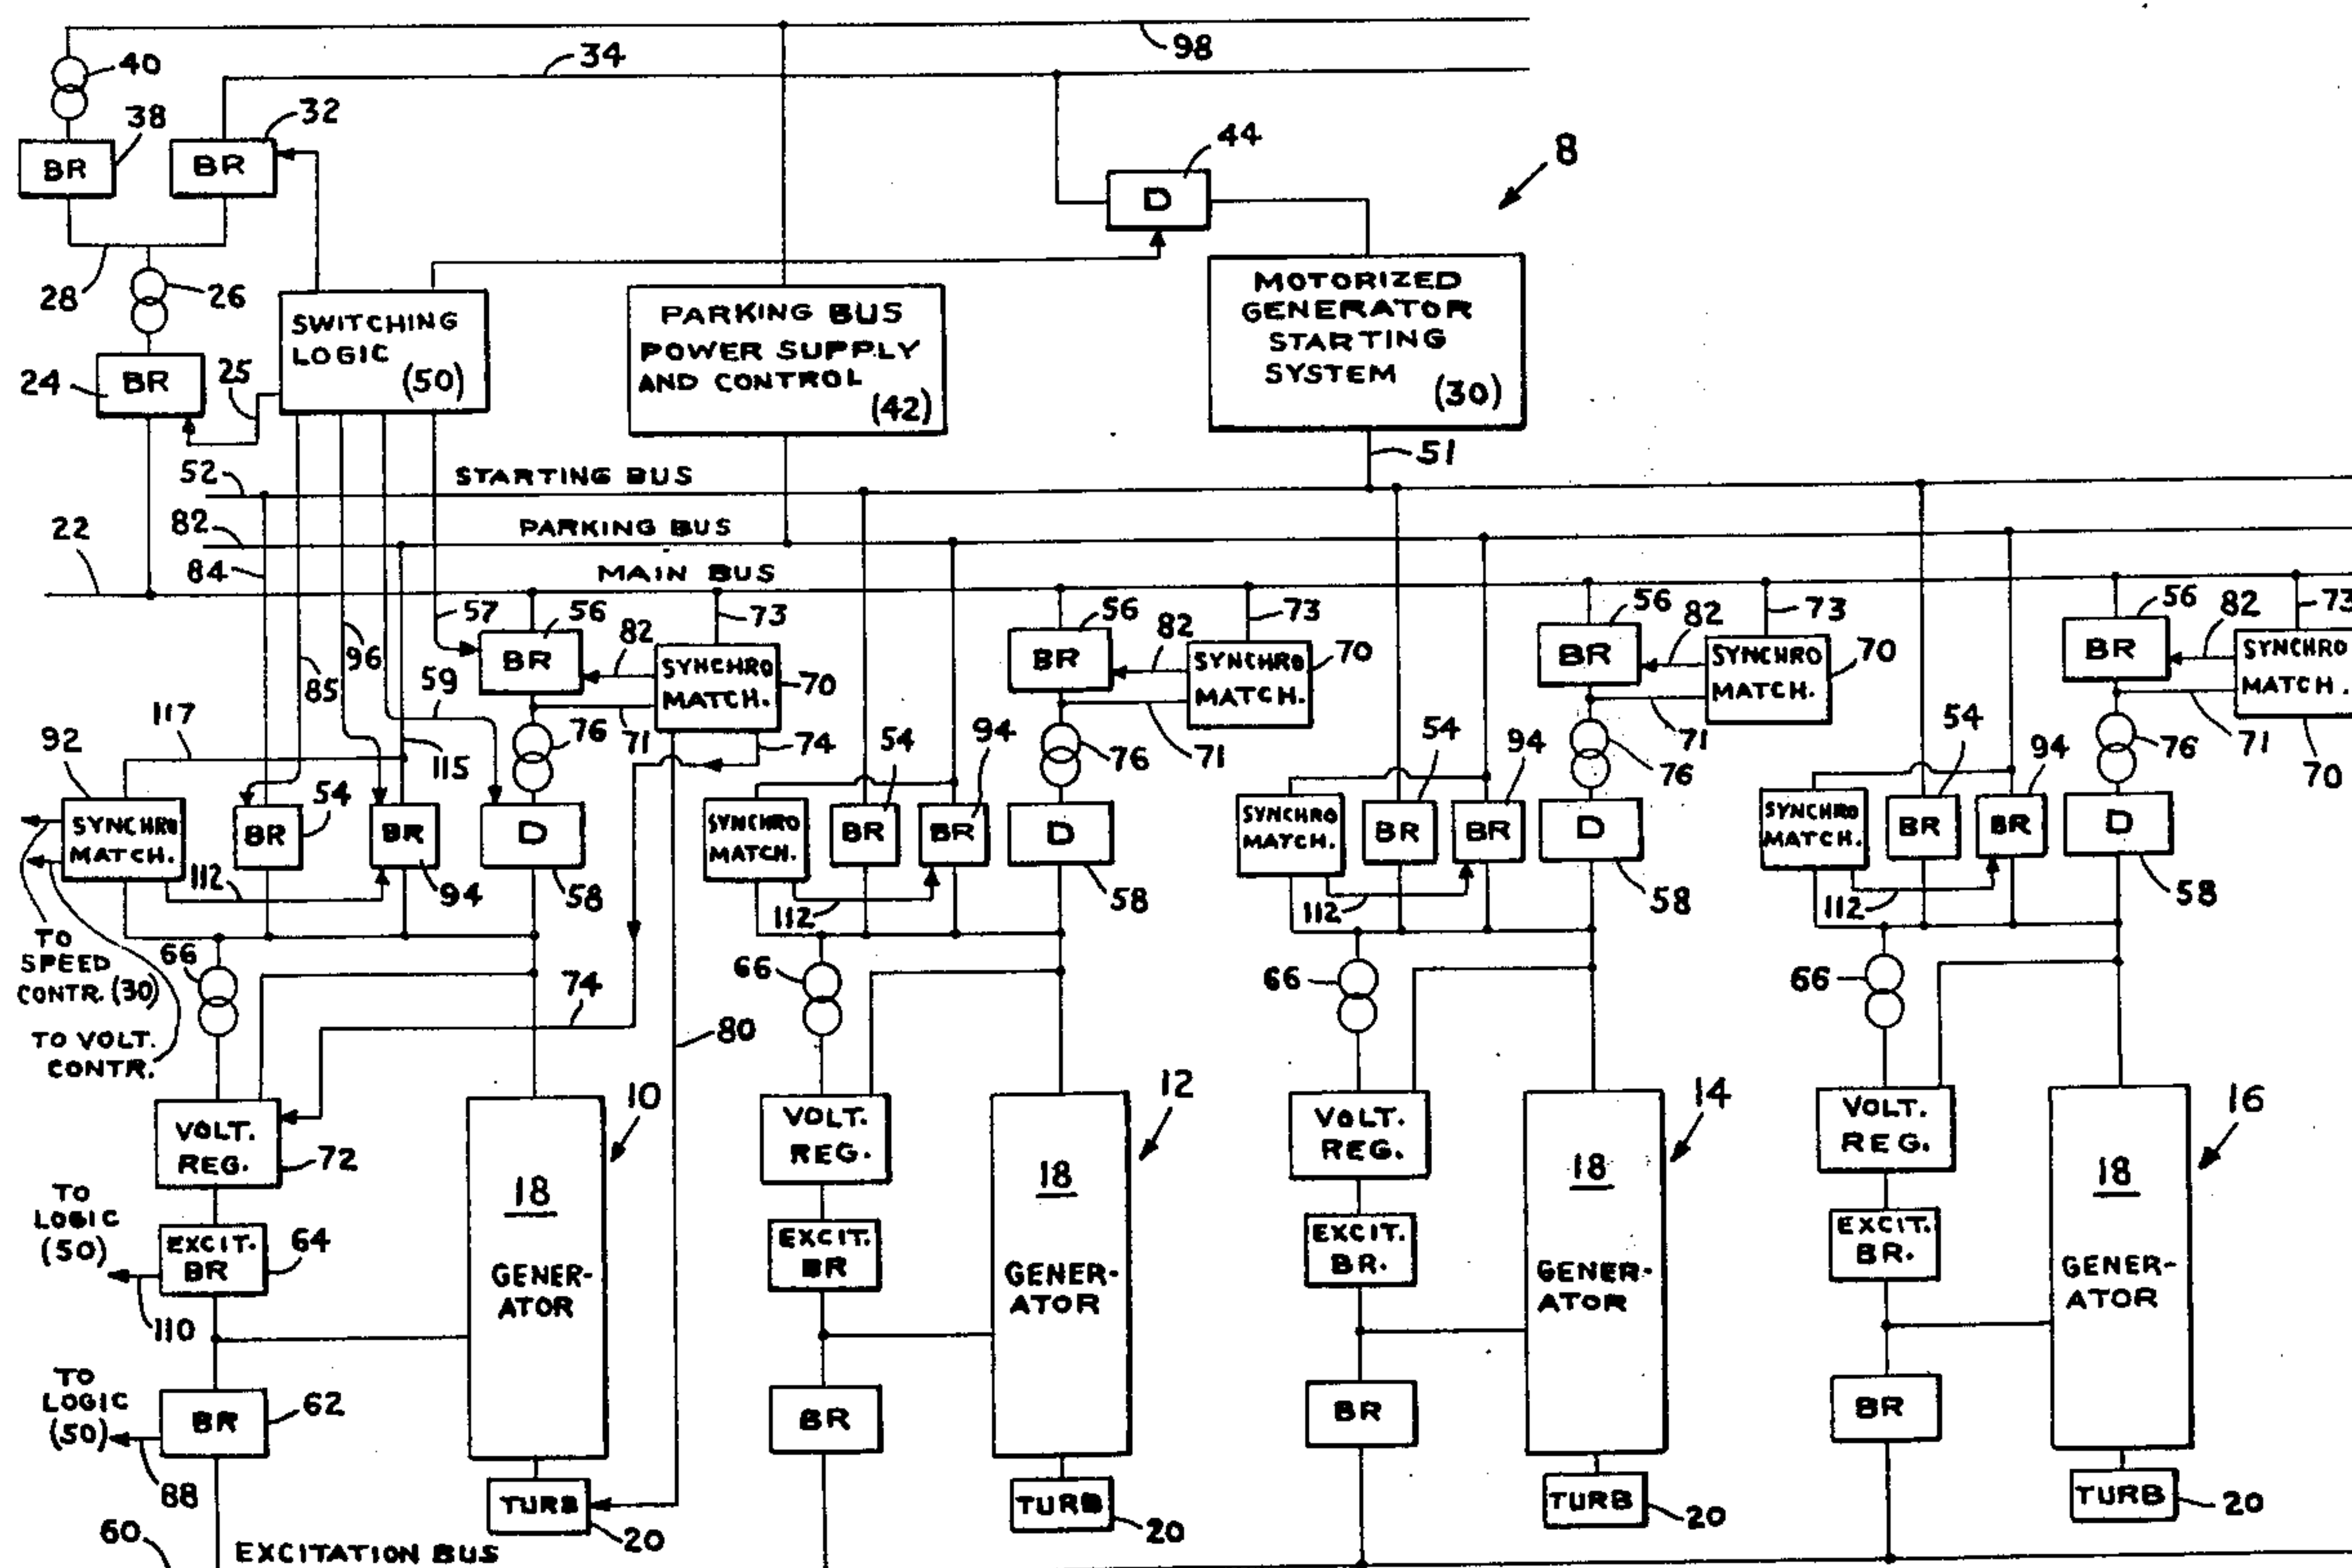 98
34
40
38
32
BR
BR
44
D
8
28
26
24
BR
25
SWITCHING
LOGIC
(50)
PARKING BUS
POWER SUPPLY
AND CONTROL
(42)
MOTORIZED
GENERATOR
STARTING
SYSTEM
(30)
51
52
STARTING BUS
82
PARKING BUS
22
84
MAIN BUS
57
56
73
56
73
56
73
56
73
82
82
82
82
BR
BR
BR
BR
SYNCHRO
MATCH.
70
SYNCHRO
MATCH.
70
SYNCHRO
MATCH.
70
SYNCHRO
MATCH.
70
96
85
59
117
115
76
71
74
76
71
76
71
76
71
92
SYNCHRO
MATCH.
54
BR
BR
94
D
58
112
SYNCHRO
MATCH.
54
BR
94
BR
D
58
112
SYNCHRO
MATCH.
54
BR
94
BR
D
58
112
SYNCHRO
MATCH.
54
BR
94
BR
D
58
112
TO
SPEED
CONTR. (30)
TO VOLT.
CONTR.
66
74
80
66
66
66
10
12
14
16
VOLT.
REG.
72
VOLT.
REG.
VOLT.
REG.
VOLT.
REG.
18
GENER-
ATOR
18
GENER-
ATOR
18
GENER-
ATOR
18
GENER-
ATOR
TO
LOGIC
(50)
EXCIT.
BR
64
110
EXCIT.
BR
EXCIT.
BR.
EXCIT.
BR.
TO
LOGIC
(50)
BR
62
88
BR
BR
BR
TURB
20
TURB
20
TURB
20
TURB
20
60
EXCITATION BUS